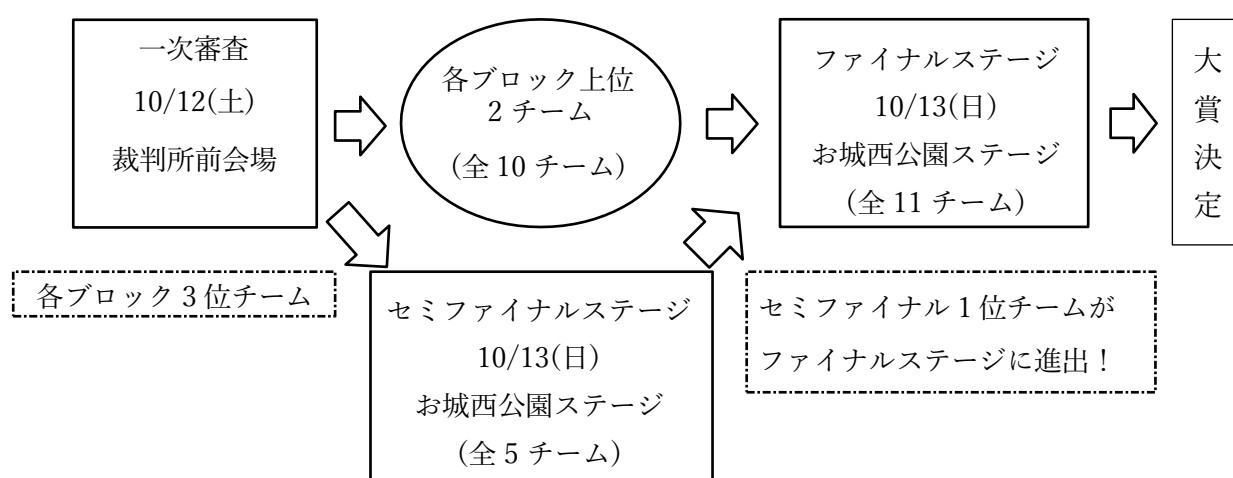 一次審査
10/12(土)
裁判所前会場
各ブロック上位
2 チーム
(全 10 チーム)
ファイナルステージ
10/13(日)
お城西公園ステージ
(全 11 チーム)
大賞決定
各ブロック 3 位チーム
セミファイナルステージ
10/13(日)
お城西公園ステージ
(全 5 チーム)
セミファイナル 1 位チームが
ファイナルステージに進出！